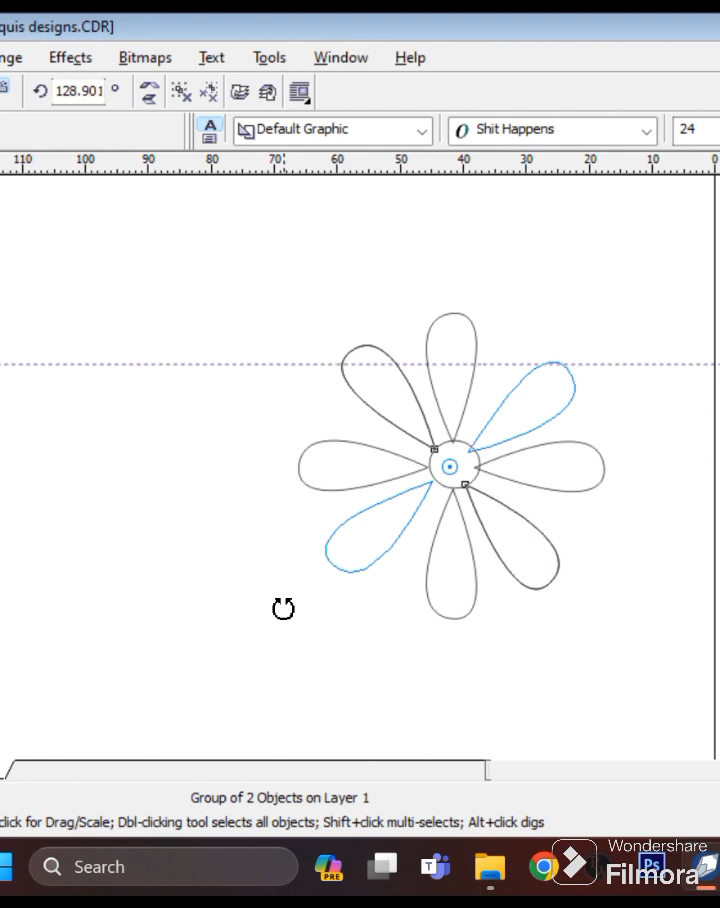 quis designs.CDR]
nge Effects Bitmaps Text Tools Window Help
128.901 °
A Default Graphic O Shit Happens 24
110 100 90 80 70 60 50 40 30 20 10 0
Group of 2 Objects on Layer 1
click for Drag/Scale; Dbl-clicking tool selects all objects; Shift+click multi-selects; Alt+click digs
Search PRE T Ps
Wondershare
Filmora